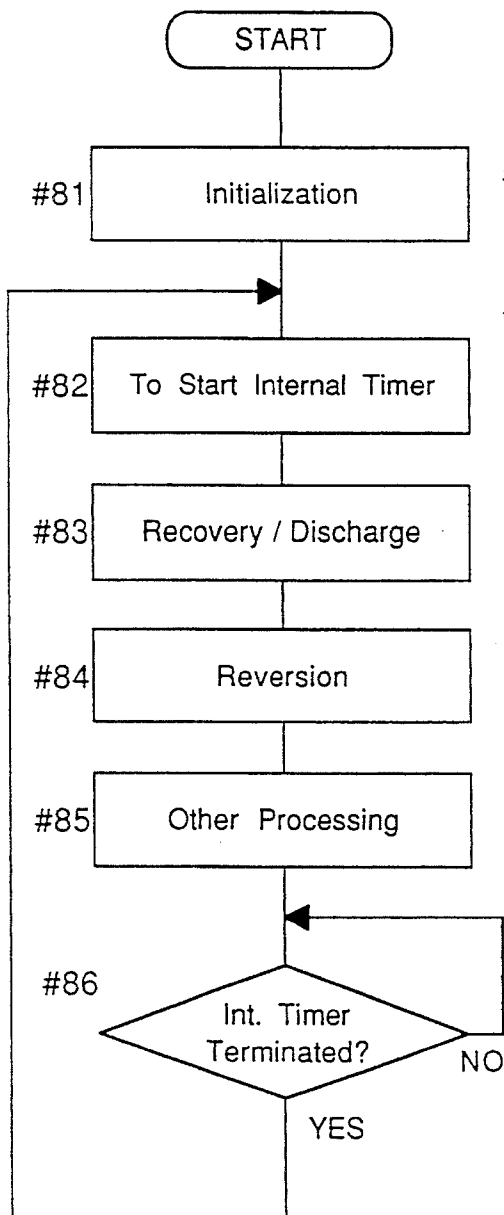 START
#81 Initialization
#82 To Start Internal Timer
#83 Recovery / Discharge
#84 Reversion
#85 Other Processing
#86
Int. Timer
Terminated?
NO
YES